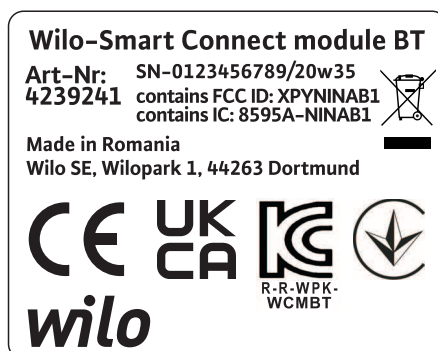 Wilo-Smart Connect module BT
Art-Nr:
4239241
SN-0123456789/20w35
contains FCC ID: XPYNINAB1
contains IC: 8595A-NINAB1
Made in Romania
Wilo SE, Wilopark 1, 44263 Dortmund
CE
UK
CA
KC
R-R-WPK-
WCMBT
wilo